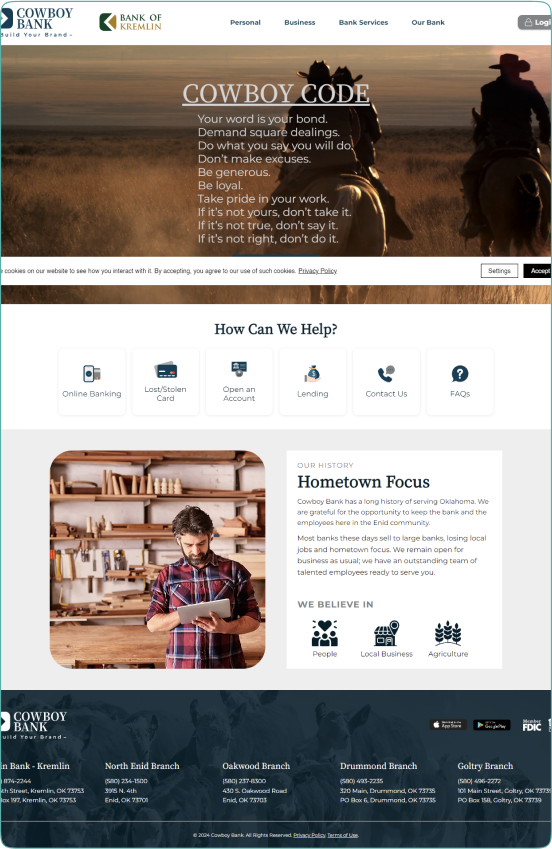 COWBOY
BANK
Build Your Brand
BANK OF
KREMLIN
Personal
Business
Bank Services
Our Bank
COWBOY CODE
Your word is your bond.
Demand square dealings.
Do what you say you will do.
Don't make excuses.
Be generous.
Be loyal.
Take pride in your work.
If it's not yours, don't take it.
If it's not true, don't say it.
If it's not right, don't do it.
cookies on our website to see how you interact with it. By accepting, you agree to our use of such cookies. Privacy Policy
Settings
Accept
How Can We Help?
Online Banking
Lost/Stolen
Card
Open an
Account
Lending
Contact Us
FAQs
OUR HISTORY
Hometown Focus
Cowboy Bank has a long history of serving Oklahoma. We
are grateful for the opportunity to keep the bank and the
employees here in the Enid community.
Most banks these days sell to large banks, losing local
jobs and hometown focus. We remain open for
business as usual; we have an outstanding team of
talented employees ready to serve you.
WE BELIEVE IN
People
Local Business
Agriculture
COWBOY
BANK
Build Your Brand
App Store
Google Play
Member
FDIC
in Bank - Kremlin
) 874-2244
th Street, Kremlin, OK 73753
ox 197, Kremlin, OK 73753
North Enid Branch
(580) 234-1500
3915 N. 4th
Enid, OK 73701
Oakwood Branch
(580) 237-8300
430 S. Oakwood Road
Enid, OK 73703
Drummond Branch
(580) 493-2235
320 Main, Drummond, OK 73735
PO Box 6, Drummond, OK 73735
Goltry Branch
(580) 496-2272
101 Main Street, Goltry, OK 7373
PO Box 158, Goltry, OK 73739
© 2024 Cowboy Bank. All Rights Reserved. Privacy Policy. Terms of Use.